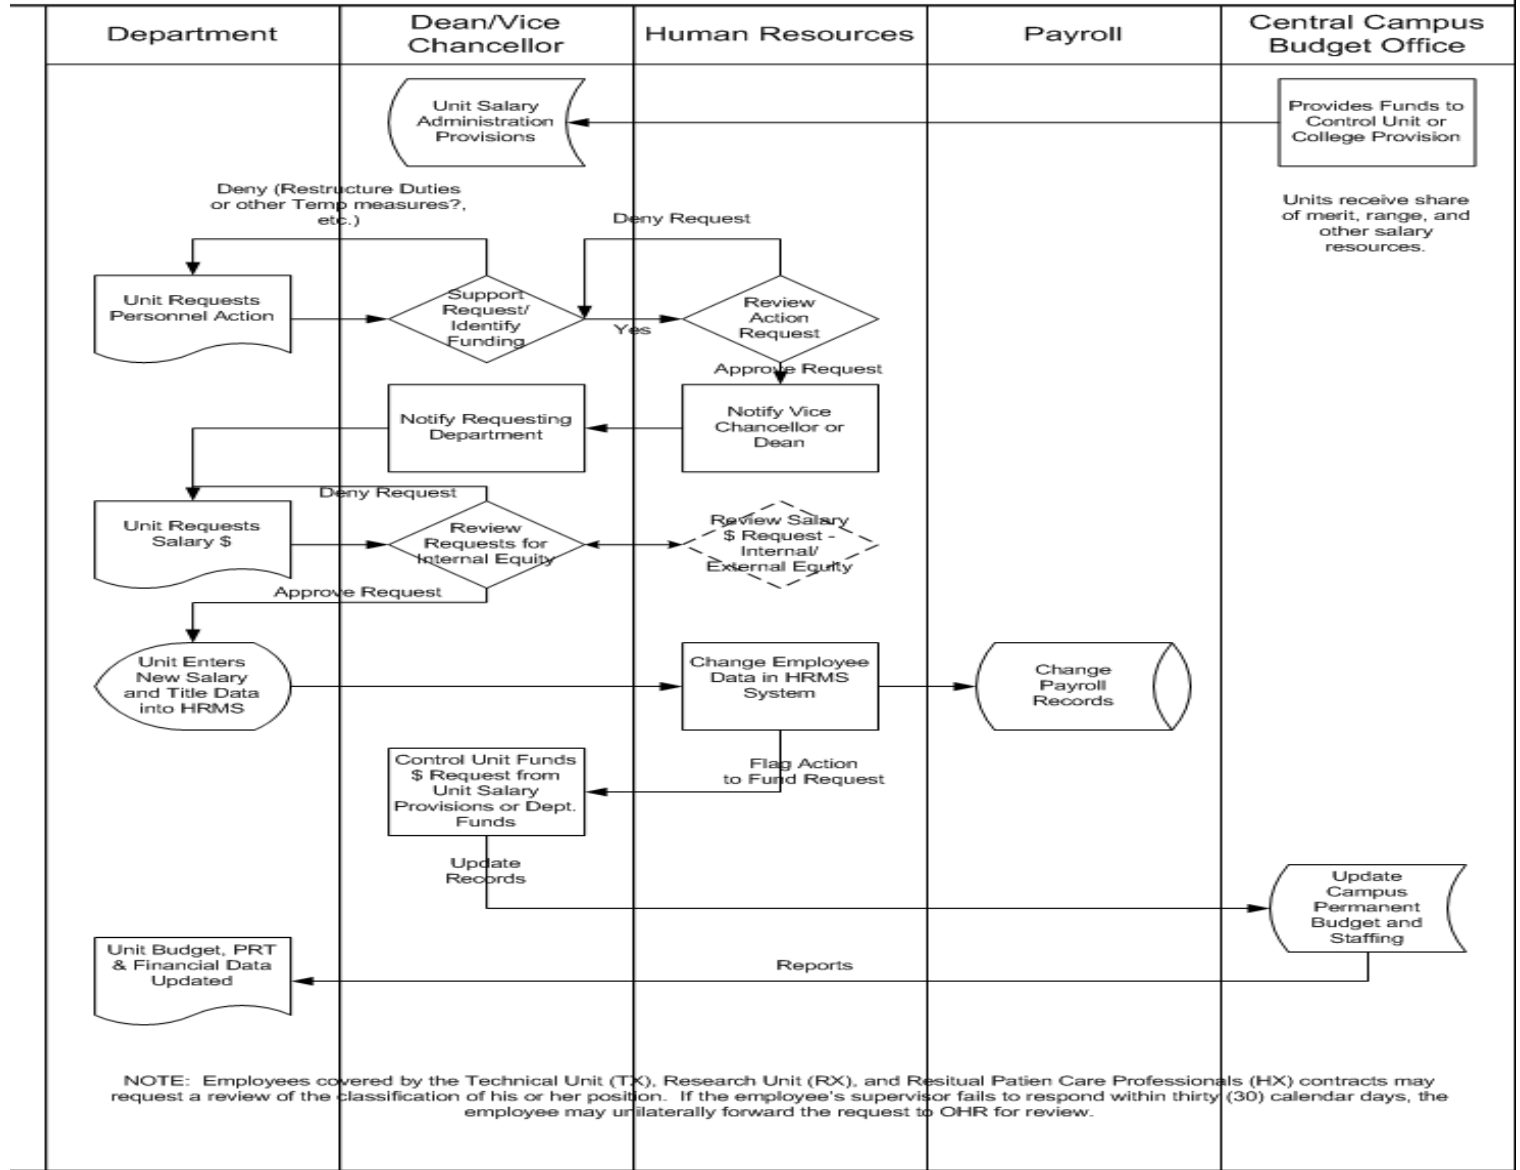 Department
Dean/Vice
Chancellor
Human Resources
Payroll
Central Campus
Budget Office
Unit Salary
Administration
Provisions
Provides Funds to
Control Unit or
College Provision
Units receive share
of merit, range, and
other salary
resources.
Deny (Restructure Duties
or other Temp measures?,
etc.)
Deny Request
Unit Requests
Personnel Action
Support
Request/
Identify
Funding
Yes
Review
Action
Request
Approve Request
Notify Requesting
Department
Notify Vice
Chancellor or
Dean
Deny Request
Unit Requests
Salary $
Review
Requests for
Internal Equity
Review Salary
$ Request -
Internal/
External Equity
Approve Request
Unit Enters
New Salary
and Title Data
into HRMS
Change Employee
Data in HRMS
System
Change
Payroll
Records
Control Unit Funds
$ Request from
Unit Salary
Provisions or Dept.
Funds
Flag Action
to Fund Request
Update
Records
Update
Campus
Permanent
Budget and
Staffing
Unit Budget, PRT
& Financial Data
Updated
Reports
NOTE:  Employees covered by the Technical Unit (TX), Research Unit (RX), and Resitual Patien Care Professionals (HX) contracts may
request a review of the classification of his or her position.  If the employee's supervisor fails to respond within thirty (30) calendar days, the
employee may unilaterally forward the request to OHR for review.